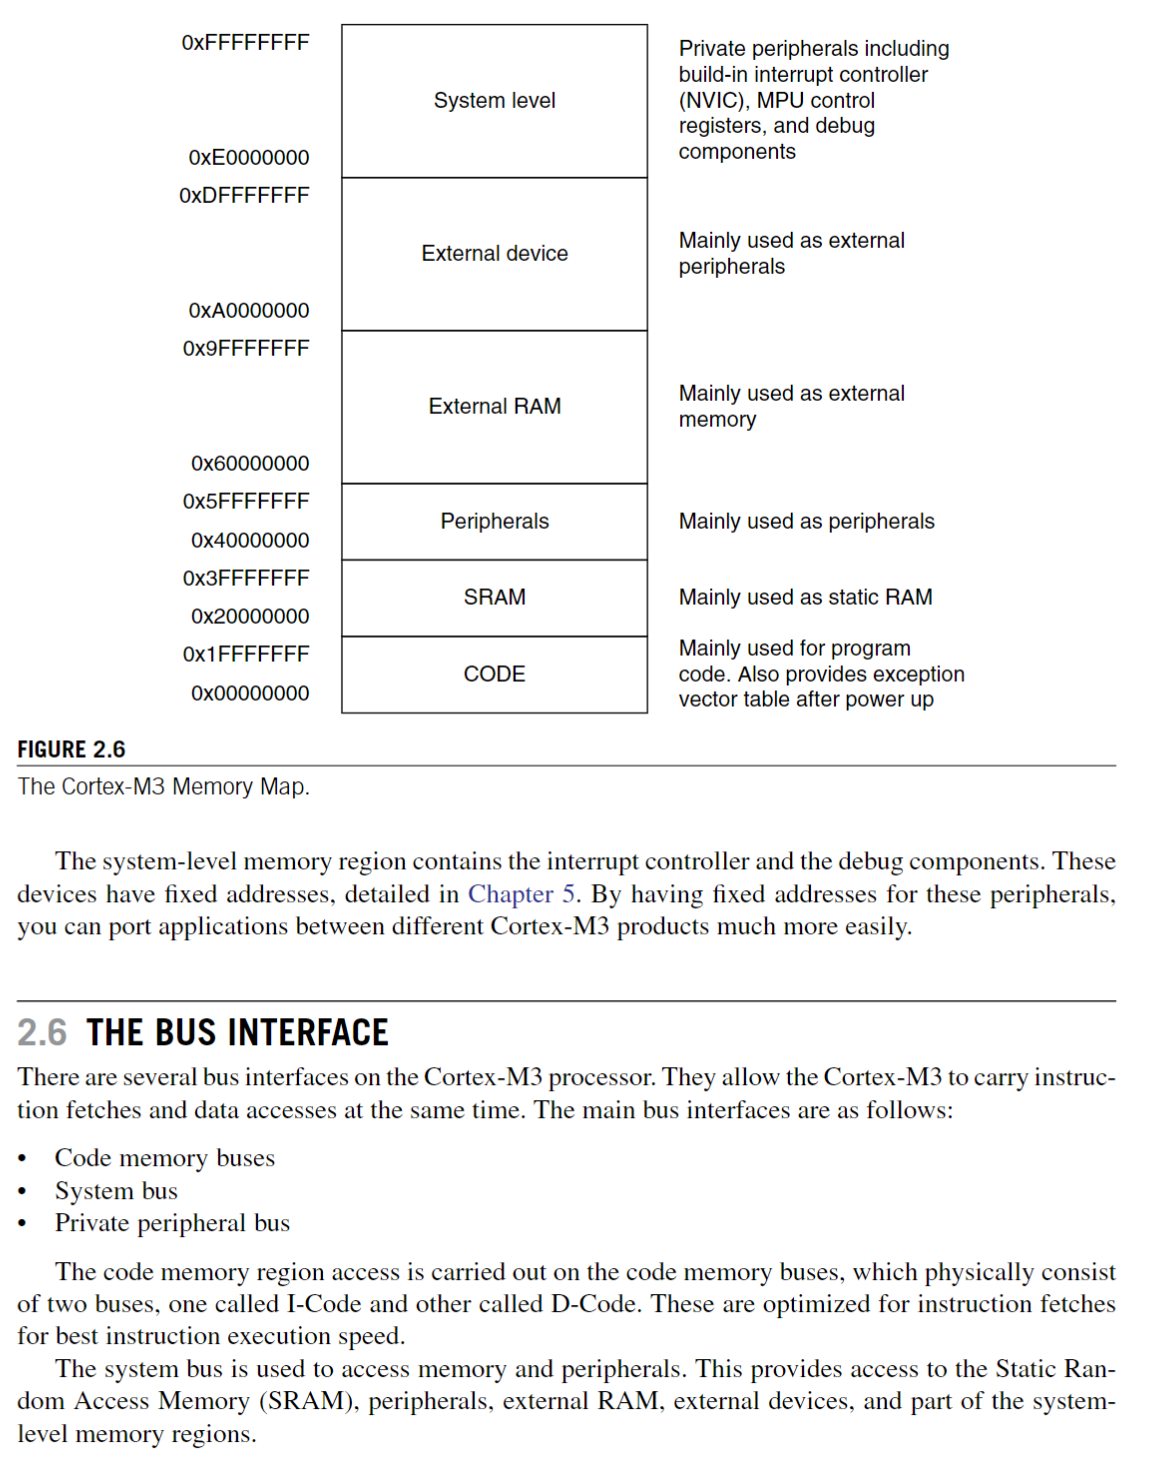 0xFFFFFFFF
System level
Private peripherals including
build-in interrupt controller
(NVIC), MPU control
registers, and debug
components
0xE0000000
0xDFFFFFFF
External device
Mainly used as external
peripherals
0xA0000000
0x9FFFFFFF
External RAM
Mainly used as external
memory
0x60000000
0x5FFFFFFF
Peripherals
Mainly used as peripherals
0x40000000
0x3FFFFFFF
SRAM
Mainly used as static RAM
0x20000000
0x1FFFFFFF
CODE
Mainly used for program
code. Also provides exception
vector table after power up
0x00000000
FIGURE 2.6
The Cortex-M3 Memory Map.
The system-level memory region contains the interrupt controller and the debug components. These
devices have fixed addresses, detailed in Chapter 5. By having fixed addresses for these peripherals,
you can port applications between different Cortex-M3 products much more easily.
2.6 THE BUS INTERFACE
There are several bus interfaces on the Cortex-M3 processor. They allow the Cortex-M3 to carry instruc-
tion fetches and data accesses at the same time. The main bus interfaces are as follows:
• Code memory buses
• System bus
• Private peripheral bus
The code memory region access is carried out on the code memory buses, which physically consist
of two buses, one called I-Code and other called D-Code. These are optimized for instruction fetches
for best instruction execution speed.
The system bus is used to access memory and peripherals. This provides access to the Static Ran-
dom Access Memory (SRAM), peripherals, external RAM, external devices, and part of the system-
level memory regions.